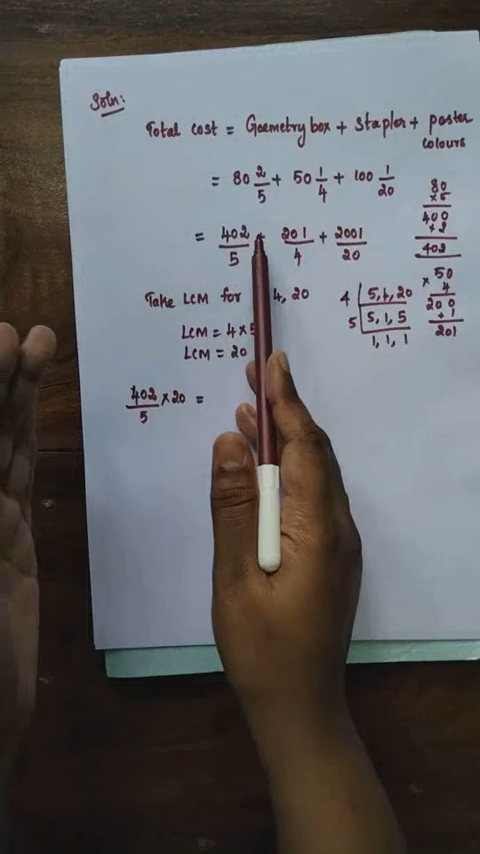 Soln:
Total cost = Geometry box + Stapler + poster colours
= 80 2/5 + 50 1/4 + 100 1/20
= 402/5 + 201/4 + 2001/20
Take LCM for 4, 20
LCM = 4 × 5
LCM = 20
402/5 × 20 =
80
× 5
400
+ 2
402
4 | 5, 4, 20
5 | 5, 1, 5
1, 1, 1
× 50
4
200
+ 1
201